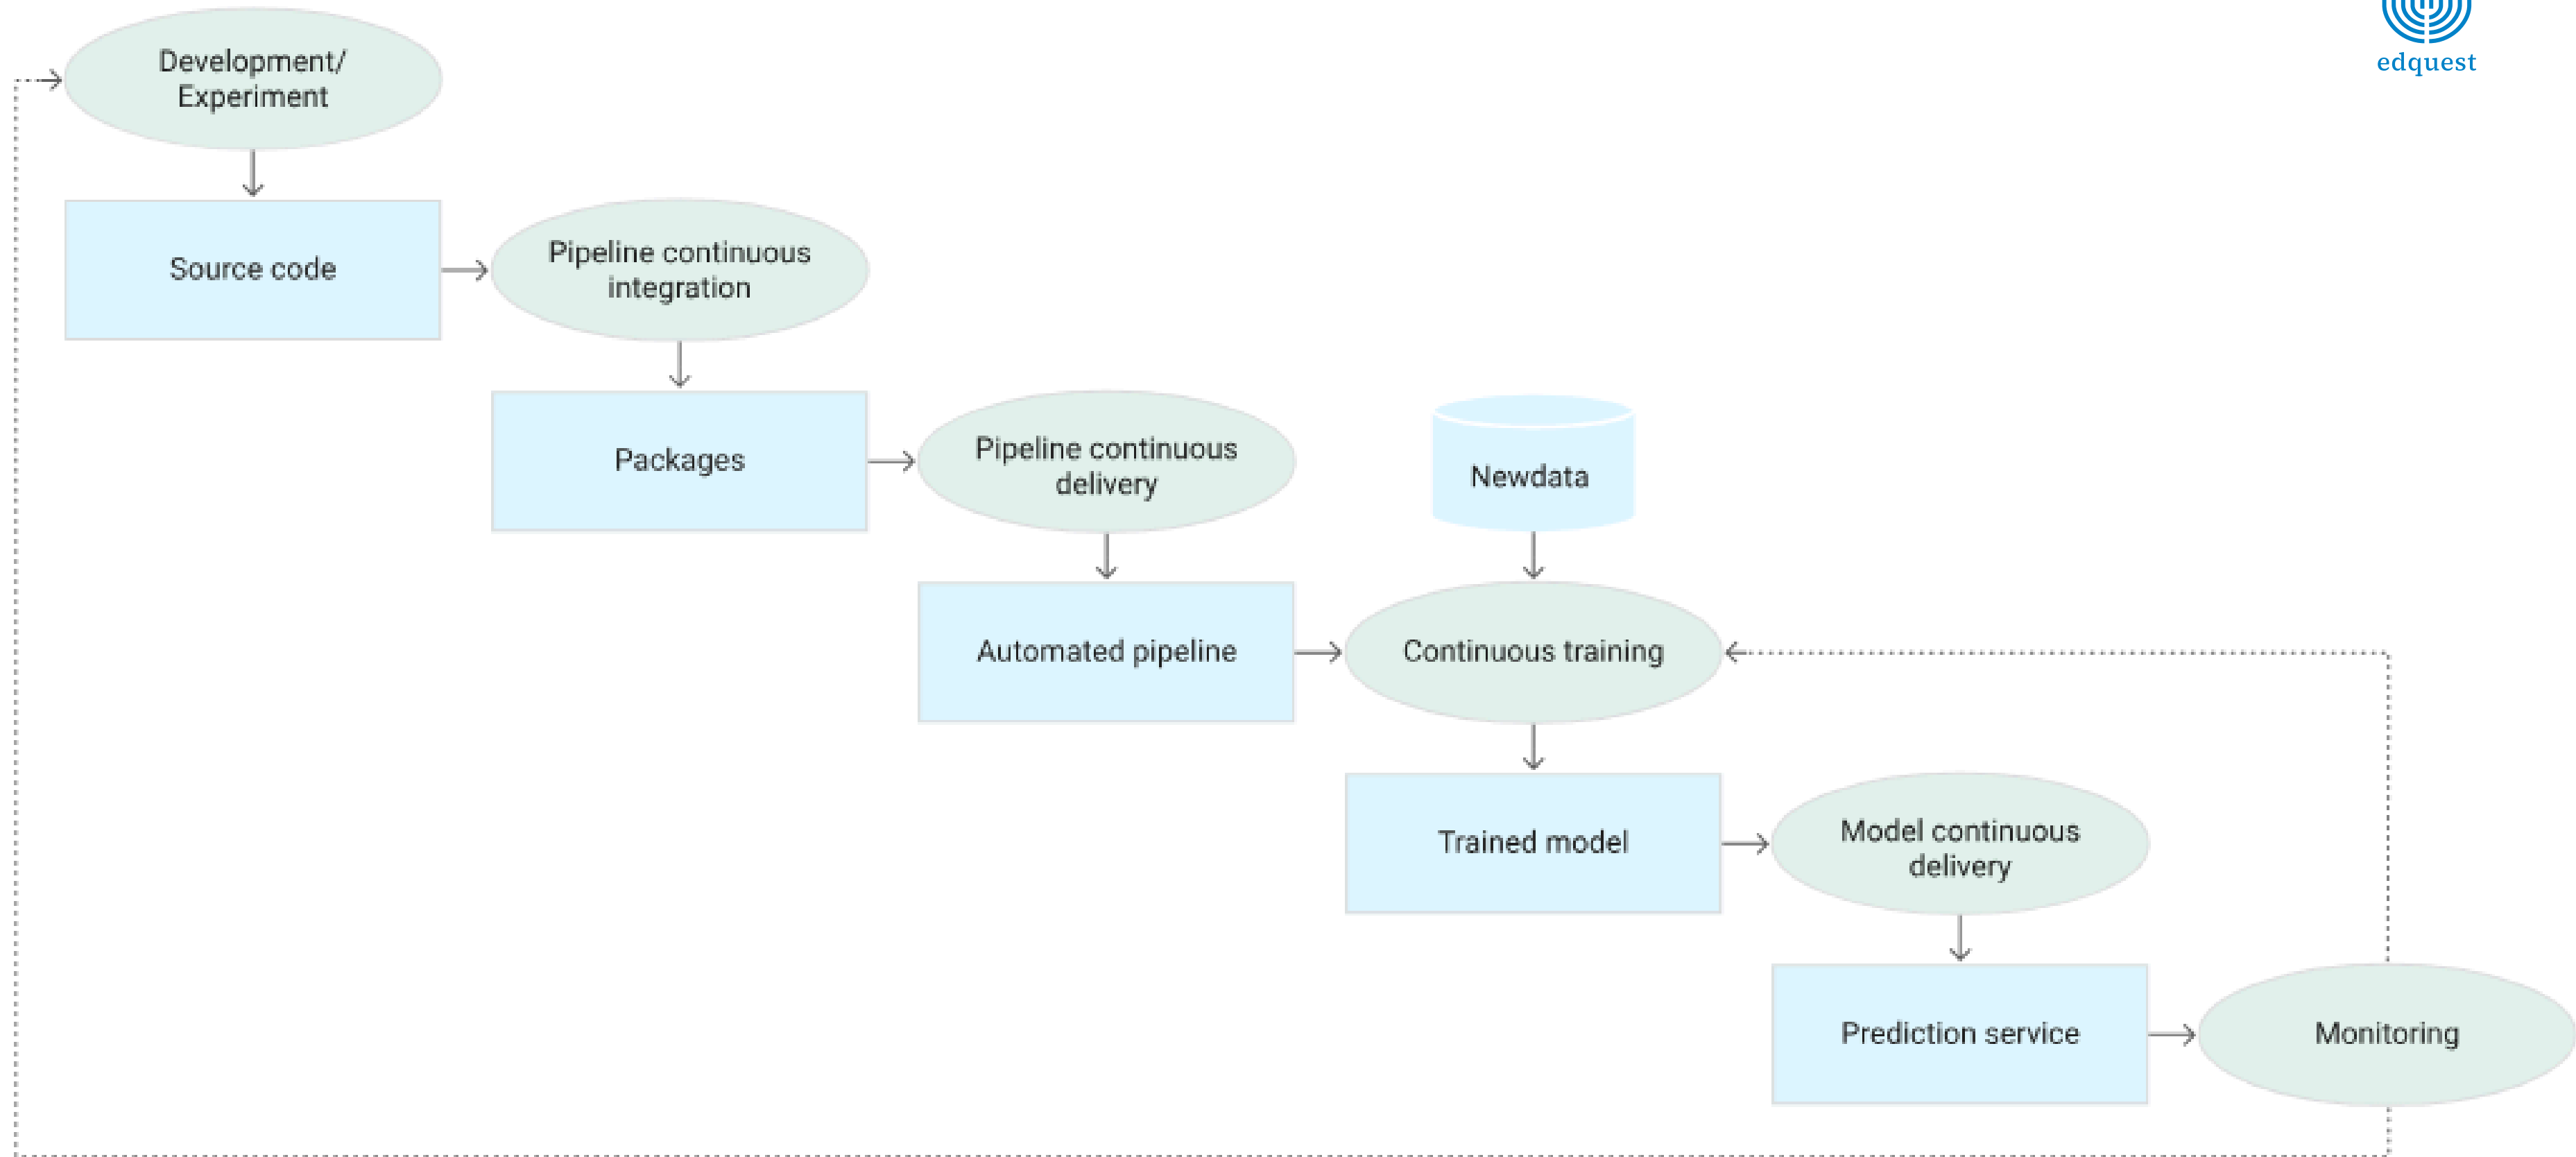 edquest
Development/
Experiment
Source code
Pipeline continuous
integration
Packages
Pipeline continuous
delivery
Newdata
Automated pipeline
Continuous training
Trained model
Model continuous
delivery
Prediction service
Monitoring